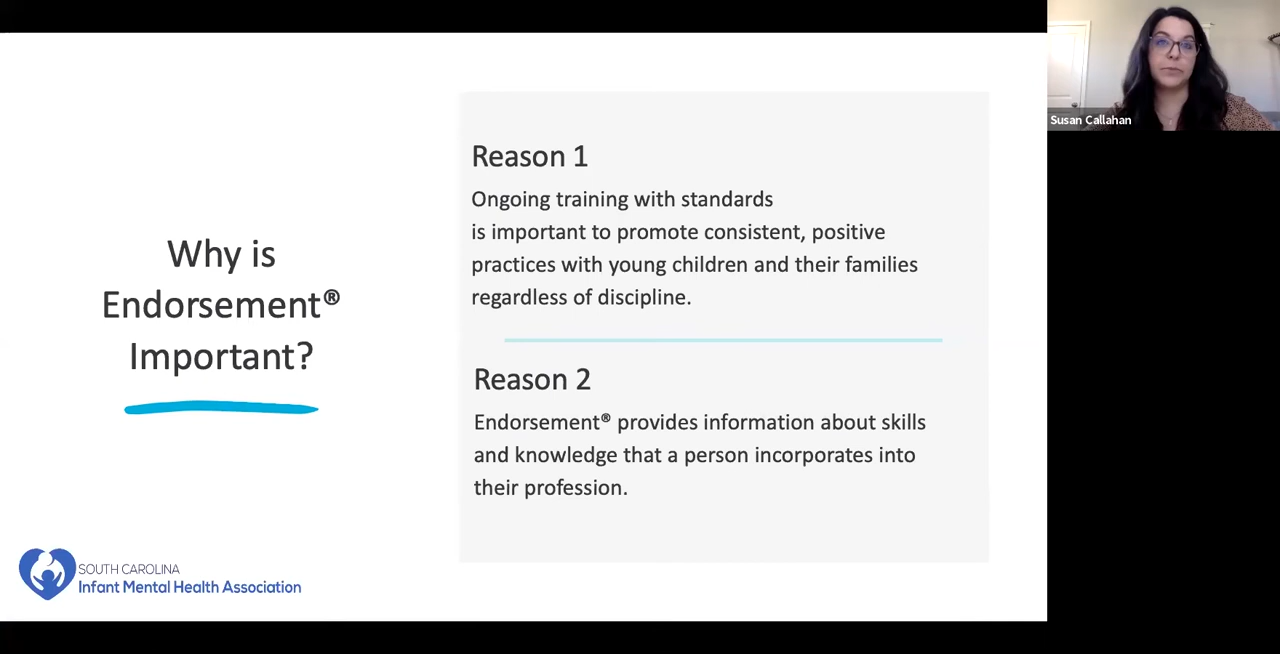 Why is
Endorsement®
Important?
Reason 1
Ongoing training with standards
is important to promote consistent, positive
practices with young children and their families
regardless of discipline.
Reason 2
Endorsement® provides information about skills
and knowledge that a person incorporates into
their profession.
SOUTH CAROLINA
Infant Mental Health Association
Susan Callahan